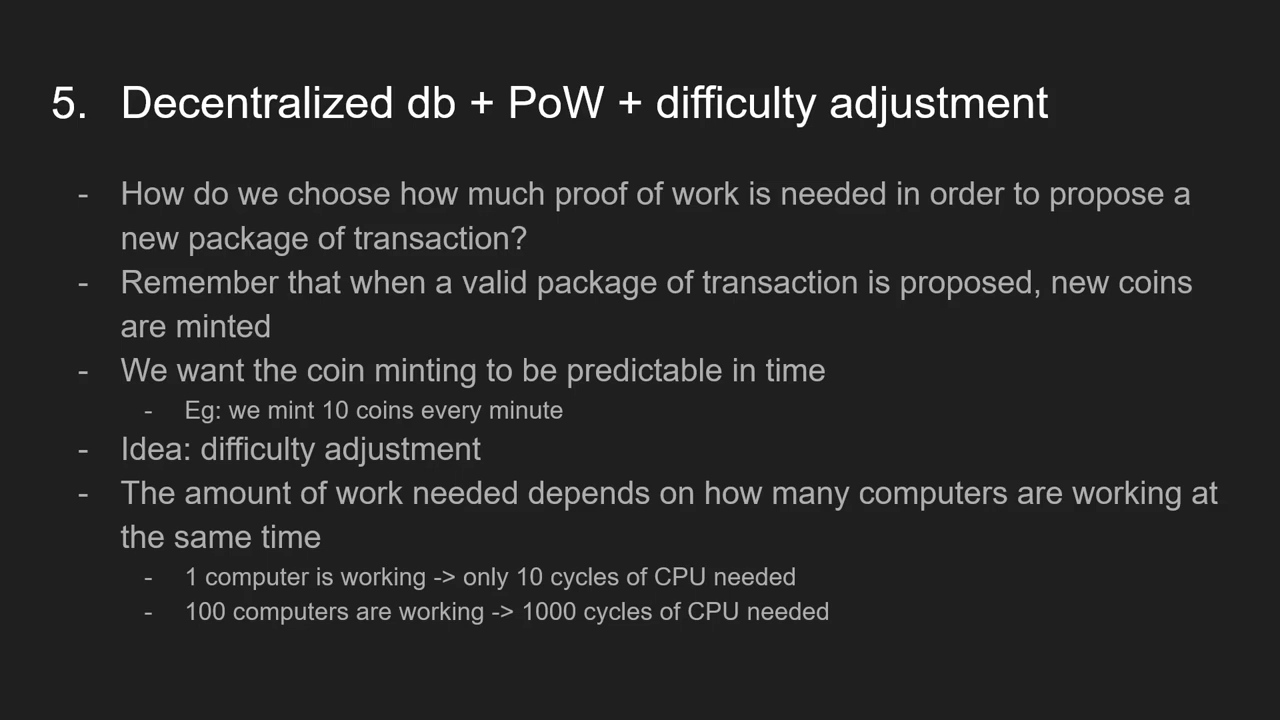 5. Decentralized db + PoW + difficulty adjustment
- How do we choose how much proof of work is needed in order to propose a
new package of transaction?
- Remember that when a valid package of transaction is proposed, new coins
are minted
- We want the coin minting to be predictable in time
- Eg: we mint 10 coins every minute
- Idea: difficulty adjustment
- The amount of work needed depends on how many computers are working at
the same time
- 1 computer is working -> only 10 cycles of CPU needed
- 100 computers are working -> 1000 cycles of CPU needed